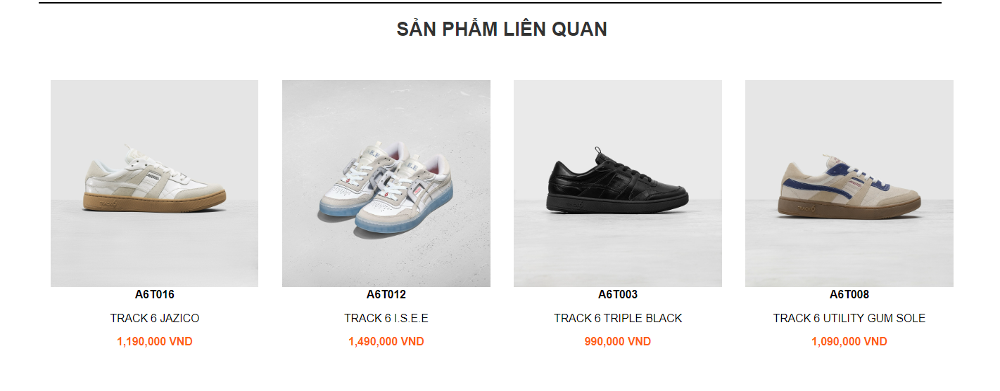 SẢN PHẨM LIÊN QUAN
A6T016
TRACK 6 JAZICO
1,190,000 VND
A6T012
TRACK 6 I.S.E.E
1,490,000 VND
A6T003
TRACK 6 TRIPLE BLACK
990,000 VND
A6T008
TRACK 6 UTILITY GUM SOLE
1,090,000 VND